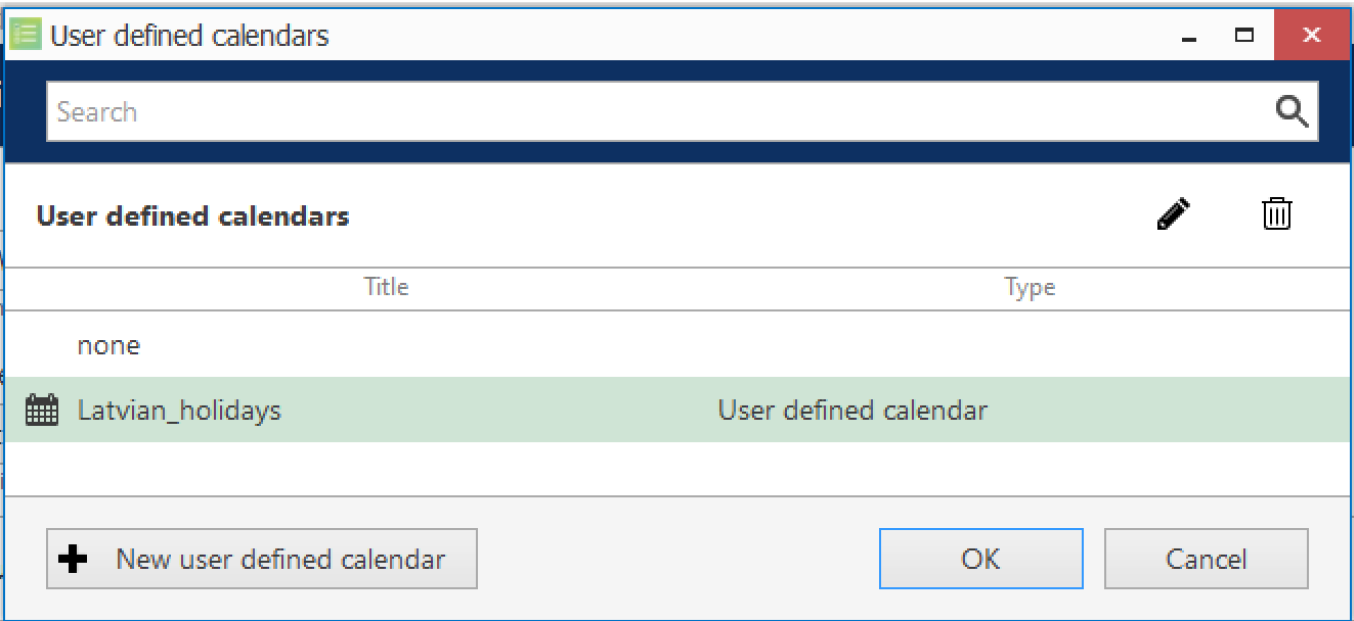 User defined calendars
Search
User defined calendars
Title Type
none
Latvian_holidays User defined calendar
New user defined calendar OK Cancel